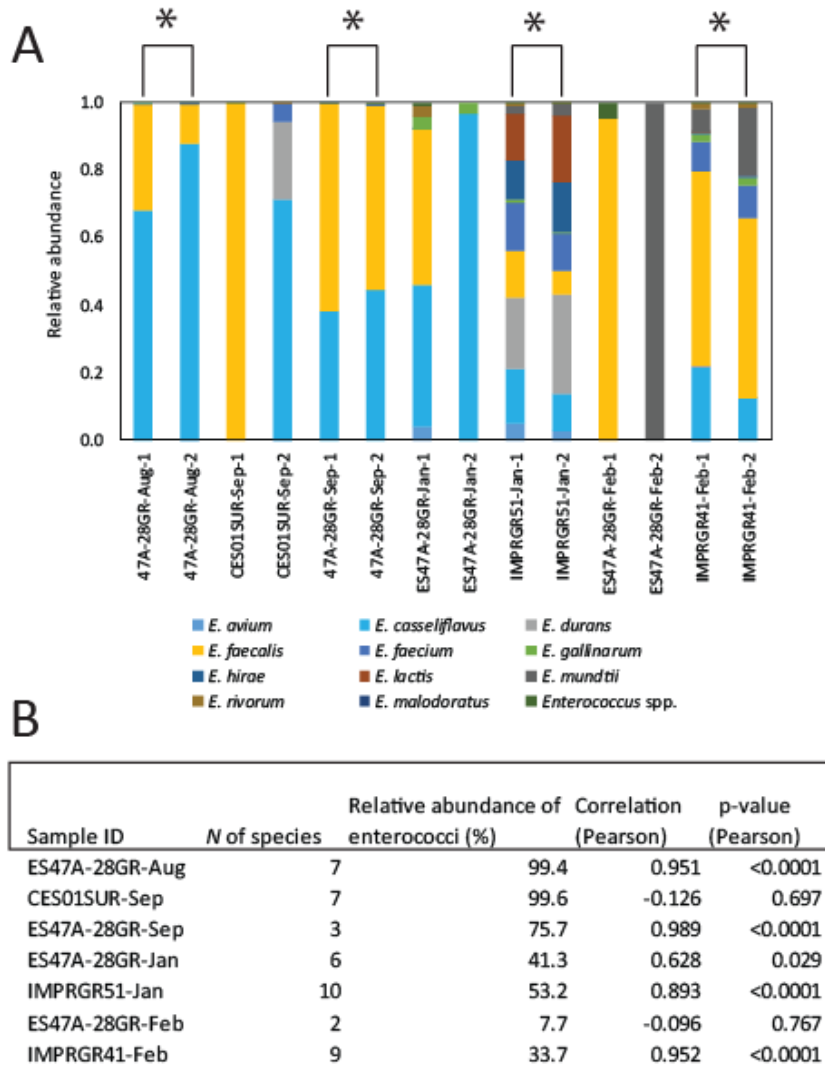 A
* * * *
Relative abundance
1.0
0.8
0.6
0.4
0.2
0.0
47A-28GR-Aug-1
47A-28GR-Aug-2
CES01SUR-Sep-1
CES01SUR-Sep-2
47A-28GR-Sep-1
47A-28GR-Sep-2
ES47A-28GR-Jan-1
ES47A-28GR-Jan-2
IMPRGR51-Jan-1
IMPRGR51-Jan-2
ES47A-28GR-Feb-1
ES47A-28GR-Feb-2
IMPRGR41-Feb-1
IMPRGR41-Feb-2
E. avium E. casseliflavus E. durans
E. faecalis E. faecium E. gallinarum
E. hirae E. lactis E. mundtii
E. rivorum E. malodoratus Enterococcus spp.
B
Relative abundance of Correlation p-value
Sample ID N of species enterococci (%) (Pearson) (Pearson)
ES47A-28GR-Aug 7 99.4 0.951 <0.0001
CES01SUR-Sep 7 99.6 -0.126 0.697
ES47A-28GR-Sep 3 75.7 0.989 <0.0001
ES47A-28GR-Jan 6 41.3 0.628 0.029
IMPRGR51-Jan 10 53.2 0.893 <0.0001
ES47A-28GR-Feb 2 7.7 -0.096 0.767
IMPRGR41-Feb 9 33.7 0.952 <0.0001